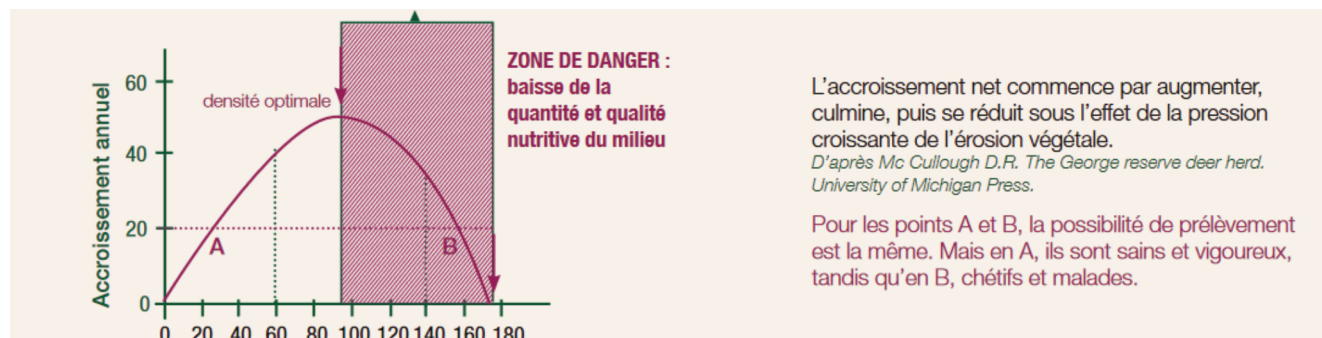 Accroissement annuel
60
40
20
0
densité optimale
A
B
0 20 40 60 80 100 120 140 160 180
ZONE DE DANGER :
baisse de la
quantité et qualité
nutritive du milieu
L'accroissement net commence par augmenter,
culmine, puis se réduit sous l'effet de la pression
croissante de l'érosion végétale.
D'après Mc Cullough D.R. The George reserve deer herd.
University of Michigan Press.
Pour les points A et B, la possibilité de prélèvement
est la même. Mais en A, ils sont sains et vigoureux,
tandis qu'en B, chétifs et malades.